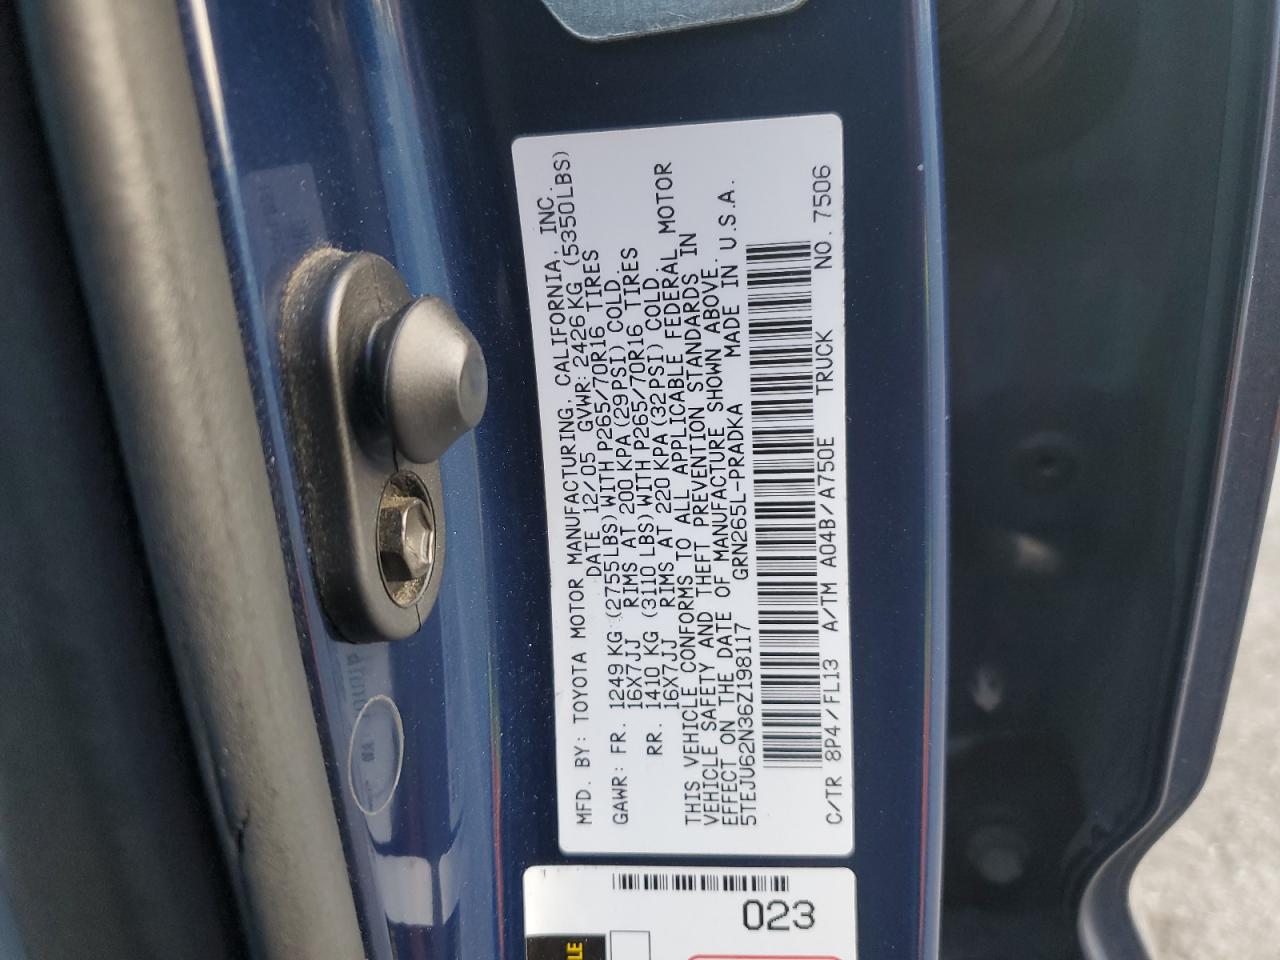 MFD. BY: TOYOTA MOTOR MANUFACTURING, CALIFORNIA, INC.
DATE 12/05 GVWR: 2426 KG (5350 LBS)
GAWR: FR. 1249 KG (2755 LBS) WITH P265/70R16 TIRES
16X7JJ RIMS AT 200 KPA (29PSI) COLD.
RR. 1410 KG (3110 LBS) WITH P265/70R16 TIRES
16X7JJ RIMS AT 220 KPA (32PSI) COLD.
THIS VEHICLE CONFORMS TO ALL APPLICABLE FEDERAL MOTOR
VEHICLE SAFETY AND THEFT PREVENTION STANDARDS IN
EFFECT ON THE DATE OF MANUFACTURE SHOWN ABOVE.
5TEJU62N36Z198117 GRN265L-PRADKA MADE IN U.S.A.
C/TR 8P4/FL13 A/TM A04B/A750E TRUCK NO. 7506
023